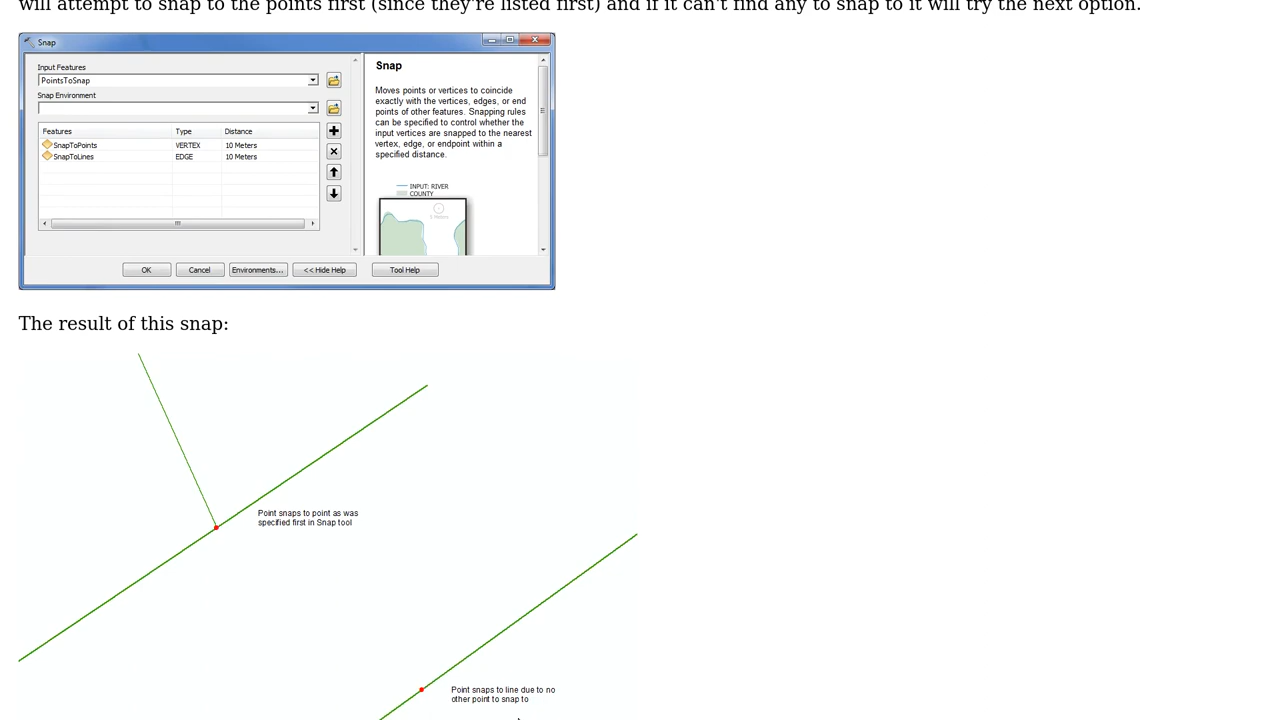 will attempt to snap to the points first (since they're listed first) and if it can't find any to snap to it will try the next option.
Snap
Input Features
PointsToSnap
Snap Environment
Features Type Distance
SnapToPoints VERTEX 10 Meters
SnapToLines EDGE 10 Meters
OK Cancel Environments... << Hide Help Tool Help
Snap
Moves points or vertices to coincide
exactly with the vertices, edges, or end
points of other features. Snapping rules
can be specified to control whether the
input vertices are snapped to the nearest
vertex, edge, or endpoint within a
specified distance.
INPUT: RIVER
COUNTY
5 Meters
The result of this snap:
Point snaps to point as was
specified first in Snap tool
Point snaps to line due to no
other point to snap to